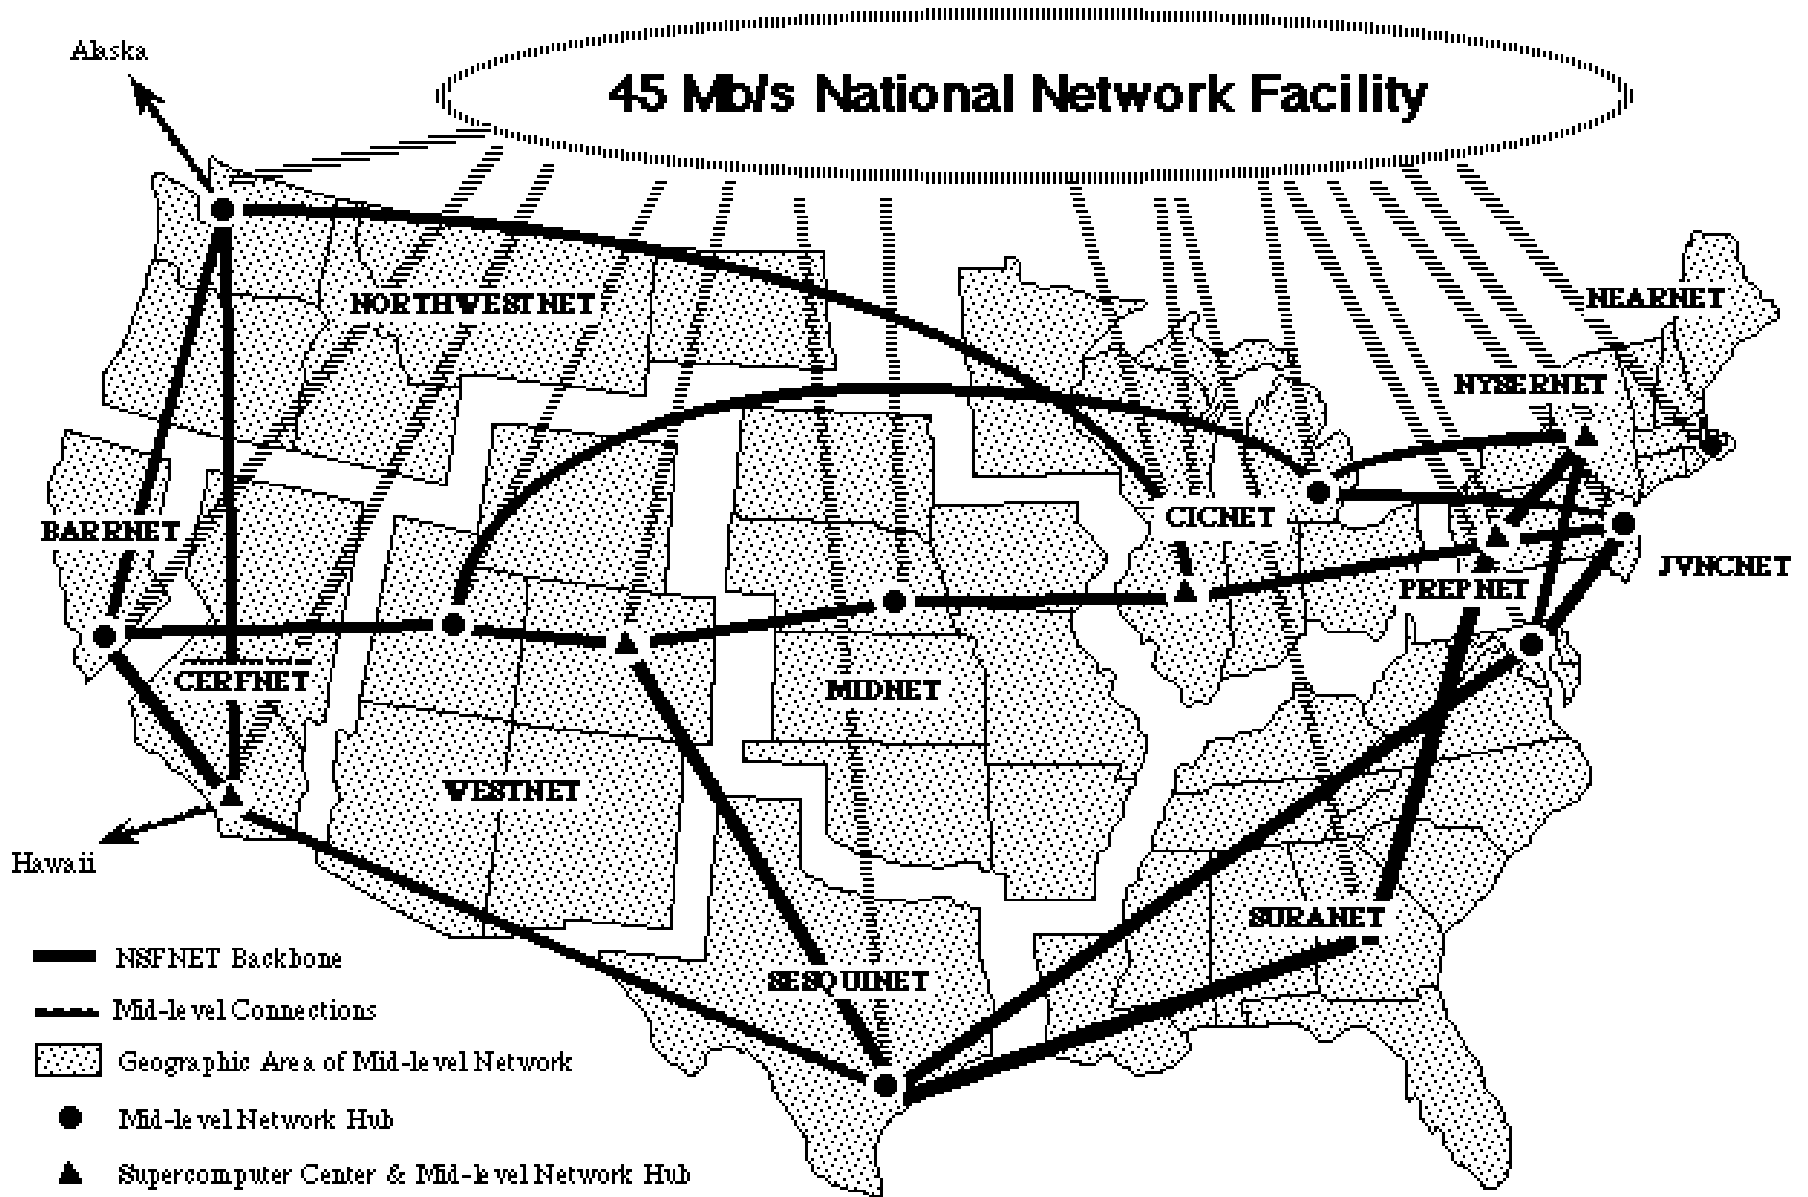 Alaska
45 Mb/s National Network Facility
NORTHWESTNET
NEARNET
NYSERNET
BARRNET
CICNET
JVNCNET
PREPNET
CERFNET
MIDNET
WESTNET
Hawaii
SURANET
SESQUINET
NSFNET Backbone
Mid-level Connections
Geographic Area of Mid-level Network
Mid-level Network Hub
Supercomputer Center & Mid-level Network Hub